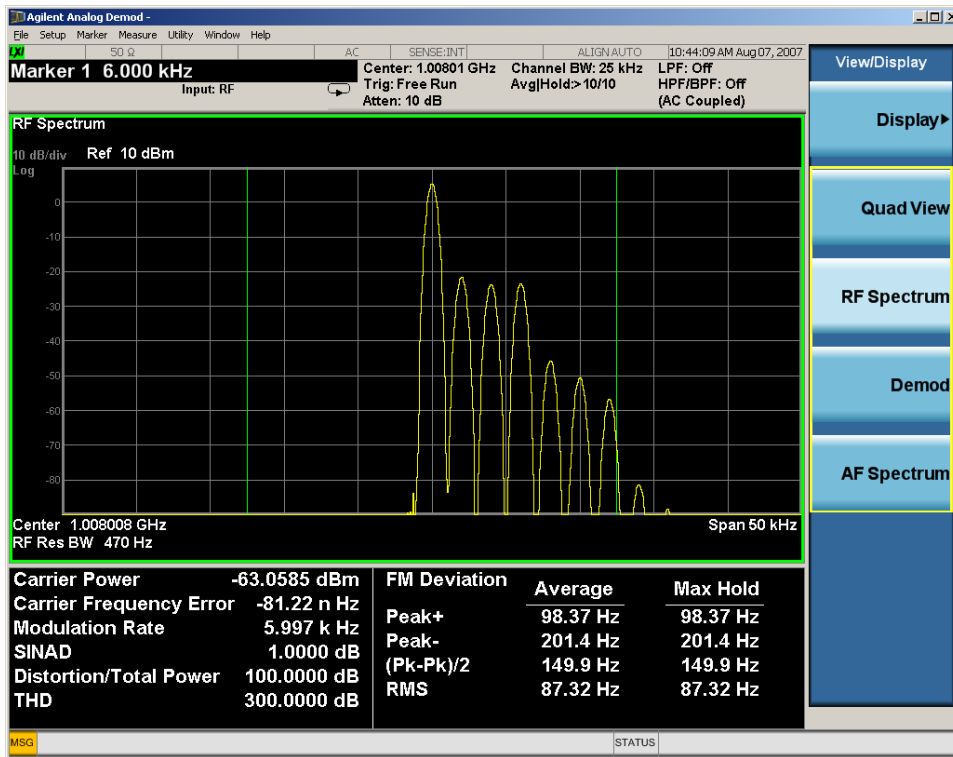 Agilent Analog Demod -
File Setup Marker Measure Utility Window Help
LXI 50 Ω AC SENSE:INT ALIGN AUTO 10:44:09 AM Aug 07, 2007
Marker 1 6.000 kHz
Input: RF
Center: 1.00801 GHz Channel BW: 25 kHz LPF: Off
Trig: Free Run Avg|Hold:>10/10 HPF/BPF: Off
Atten: 10 dB (AC Coupled)
RF Spectrum
10 dB/div Ref 10 dBm
Log
0
-10
-20
-30
-40
-50
-60
-70
-80
Center 1.008008 GHz Span 50 kHz
RF Res BW 470 Hz
Carrier Power -63.0585 dBm
Carrier Frequency Error -81.22 n Hz
Modulation Rate 5.997 k Hz
SINAD 1.0000 dB
Distortion/Total Power 100.0000 dB
THD 300.0000 dB
FM Deviation Average Max Hold
Peak+ 98.37 Hz 98.37 Hz
Peak- 201.4 Hz 201.4 Hz
(Pk-Pk)/2 149.9 Hz 149.9 Hz
RMS 87.32 Hz 87.32 Hz
MSG STATUS
View/Display
Display
Quad View
RF Spectrum
Demod
AF Spectrum